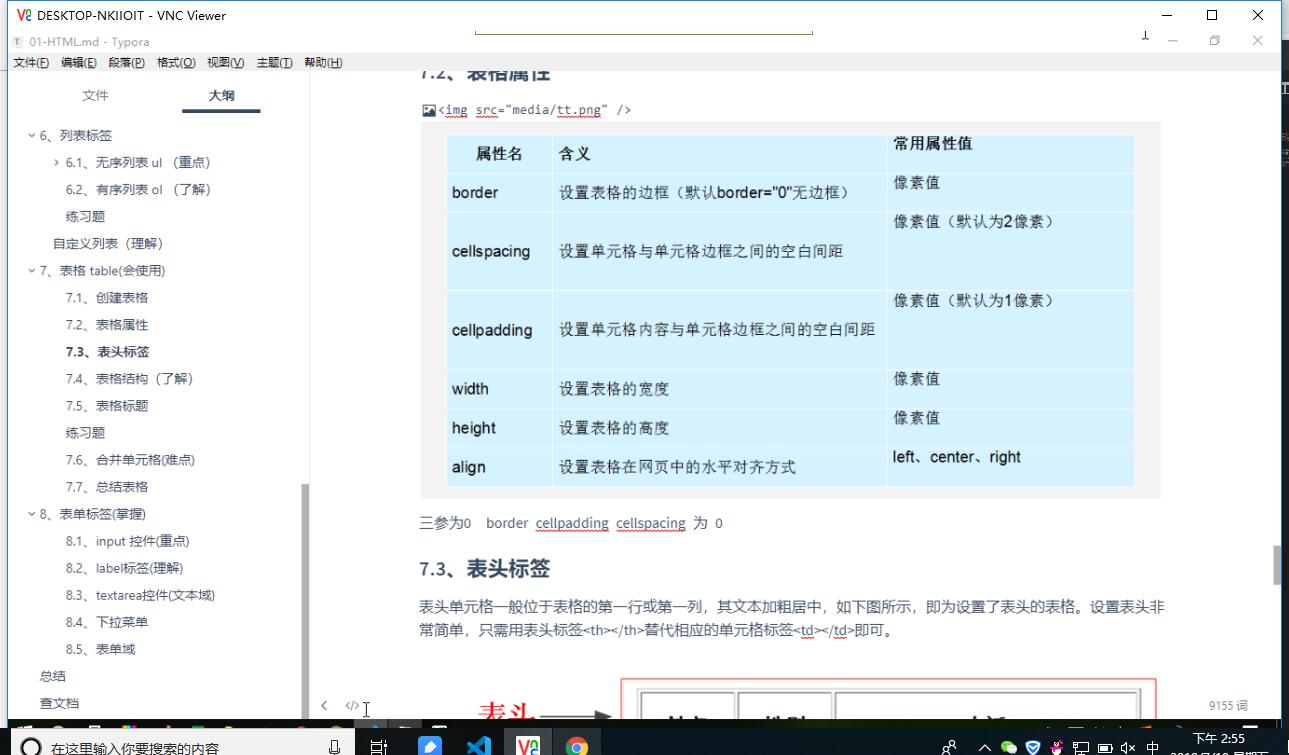 DESKTOP-NKIIOIT - VNC Viewer
01-HTML.md - Typora
文件(F) 编辑(E) 段落(P) 格式(O) 视图(V) 主题(T) 帮助(H)
文件 大纲
6、列表标签
6.1、无序列表 ul （重点）
6.2、有序列表 ol （了解）
练习题
自定义列表（理解）
7、表格 table(会使用)
7.1、创建表格
7.2、表格属性
7.3、表头标签
7.4、表格结构（了解）
7.5、表格标题
练习题
7.6、合并单元格(难点)
7.7、总结表格
8、表单标签(掌握)
8.1、input 控件(重点)
8.2、label标签(理解)
8.3、textarea控件(文本域)
8.4、下拉菜单
8.5、表单域
总结
查文档
7.2、表格属性
<img src="media/tt.png" />
属性名 含义 常用属性值
border 设置表格的边框（默认border="0"无边框） 像素值
cellspacing 设置单元格与单元格边框之间的空白间距 像素值（默认为2像素）
cellpadding 设置单元格内容与单元格边框之间的空白间距 像素值（默认为1像素）
width 设置表格的宽度 像素值
height 设置表格的高度 像素值
align 设置表格在网页中的水平对齐方式 left、center、right
三参为0 border cellpadding cellspacing 为 0
7.3、表头标签
表头单元格一般位于表格的第一行或第一列，其文本加粗居中，如下图所示，即为设置了表头的表格。设置表头非
常简单，只需用表头标签<th></th>替代相应的单元格标签<td></td>即可。
表头
9155 词
在这里输入你要搜索的内容
中
下午 2:55